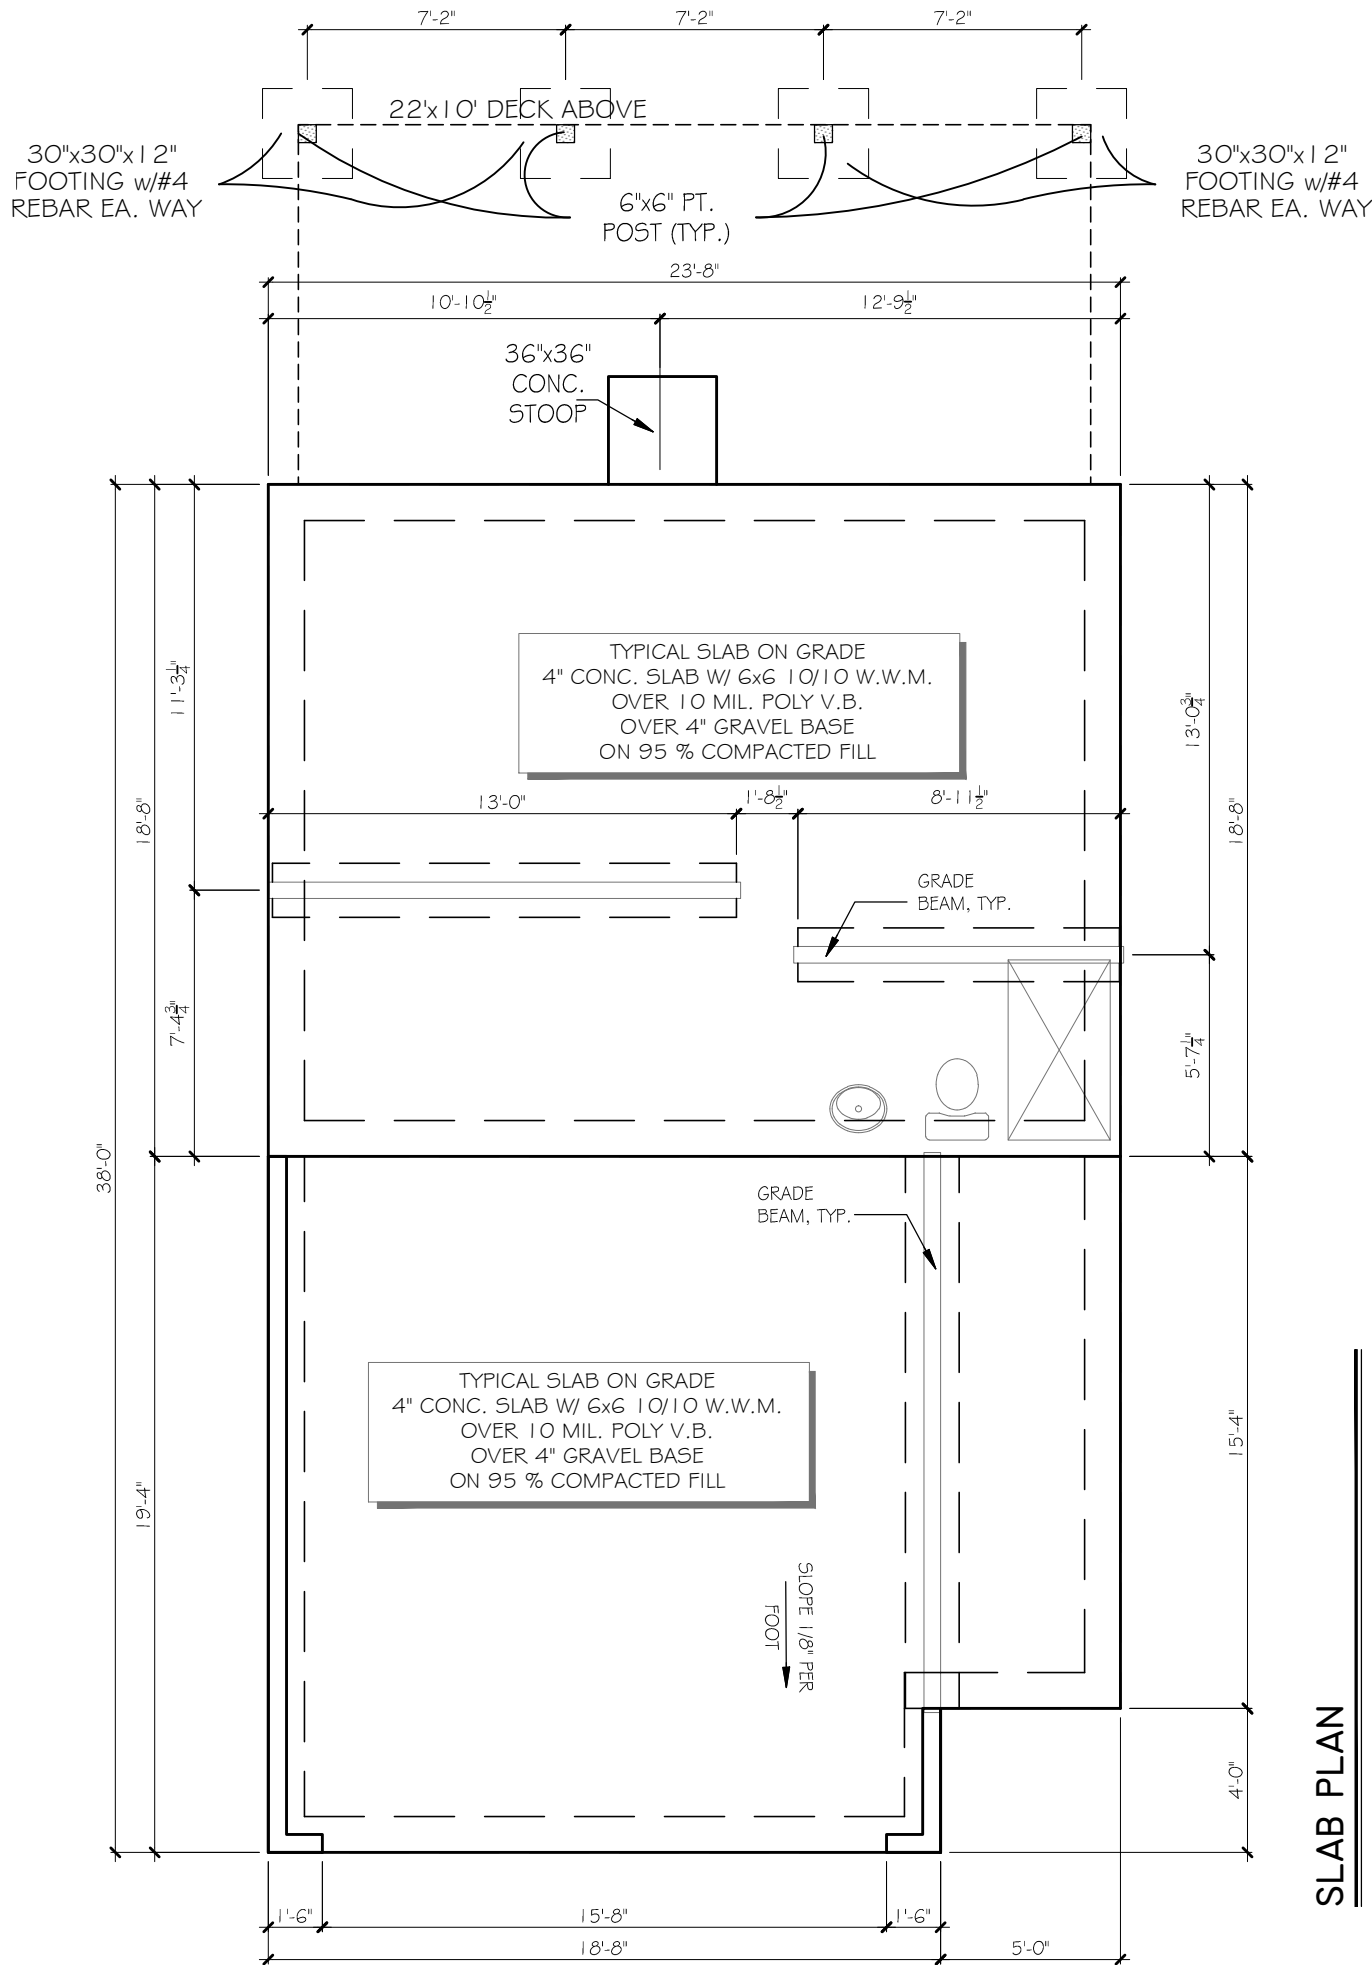 7'-2"
7'-2"
7'-2"
22'x10' DECK ABOVE
30"x30"x12"
FOOTING w/#4
REBAR EA. WAY
6"x6" PT.
POST (TYP.)
30"x30"x12"
FOOTING w/#4
REBAR EA. WAY
23'-8"
10'-10½"
12'-9½"
36"x36"
CONC.
STOOP
TYPICAL SLAB ON GRADE
4" CONC. SLAB W/ 6x6 10/10 W.W.M.
OVER 10 MIL. POLY V.B.
OVER 4" GRAVEL BASE
ON 95 % COMPACTED FILL
11'-3¼"
13'-0¾"
13'-0"
1'-8½"
8'-11½"
18'-8"
18'-8"
GRADE
BEAM, TYP.
7'-4¾"
5'-7¼"
38'-0"
GRADE
BEAM, TYP.
TYPICAL SLAB ON GRADE
4" CONC. SLAB W/ 6x6 10/10 W.W.M.
OVER 10 MIL. POLY V.B.
OVER 4" GRAVEL BASE
ON 95 % COMPACTED FILL
19'-4"
15'-4"
SLOPE 1/8" PER
FOOT
4'-0"
SLAB PLAN
1'-6"
15'-8"
1'-6"
18'-8"
5'-0"